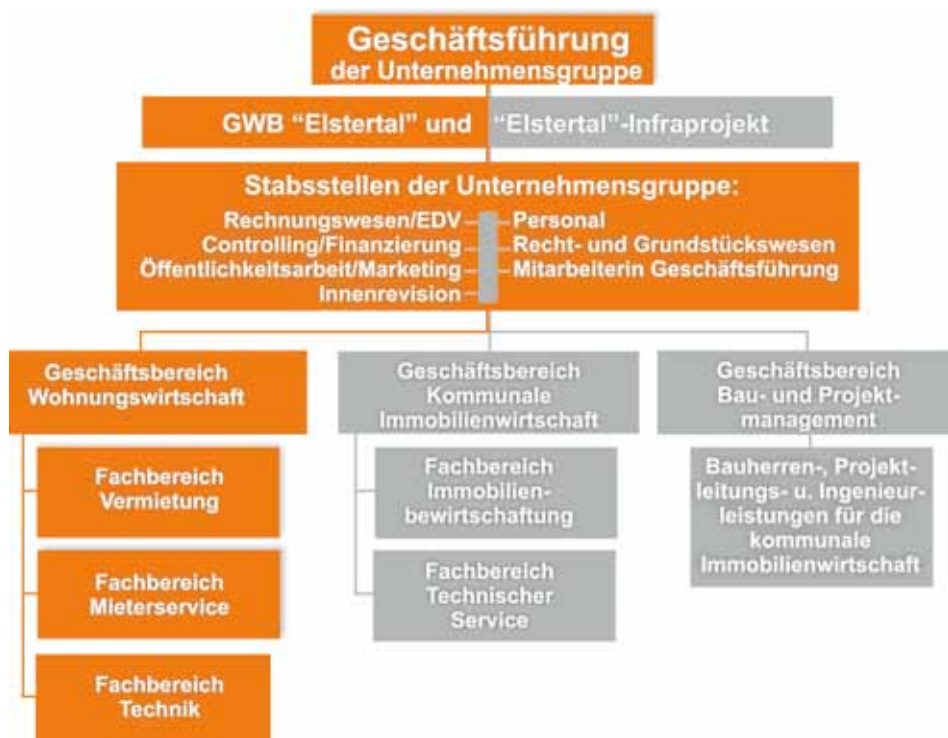 Geschäftsführung
der Unternehmensgruppe
GWB "Elstertal" und "Elstertal"-Infraprojekt
Stabsstellen der Unternehmensgruppe:
Rechnungswesen/EDV
Controlling/Finanzierung
Öffentlichkeitsarbeit/Marketing
Innenrevision
Personal
Recht- und Grundstückswesen
Mitarbeiterin Geschäftsführung
Geschäftsbereich
Wohnungswirtschaft
Fachbereich
Vermietung
Fachbereich
Mieterservice
Fachbereich
Technik
Geschäftsbereich
Kommunale
Immobilienwirtschaft
Fachbereich
Immobilien-
bewirtschaftung
Fachbereich
Technischer
Service
Geschäftsbereich
Bau- und Projekt-
management
Bauherren-, Projekt-
leitungs- u. Ingenieur-
leistungen für die
kommunale
Immobilienwirtschaft